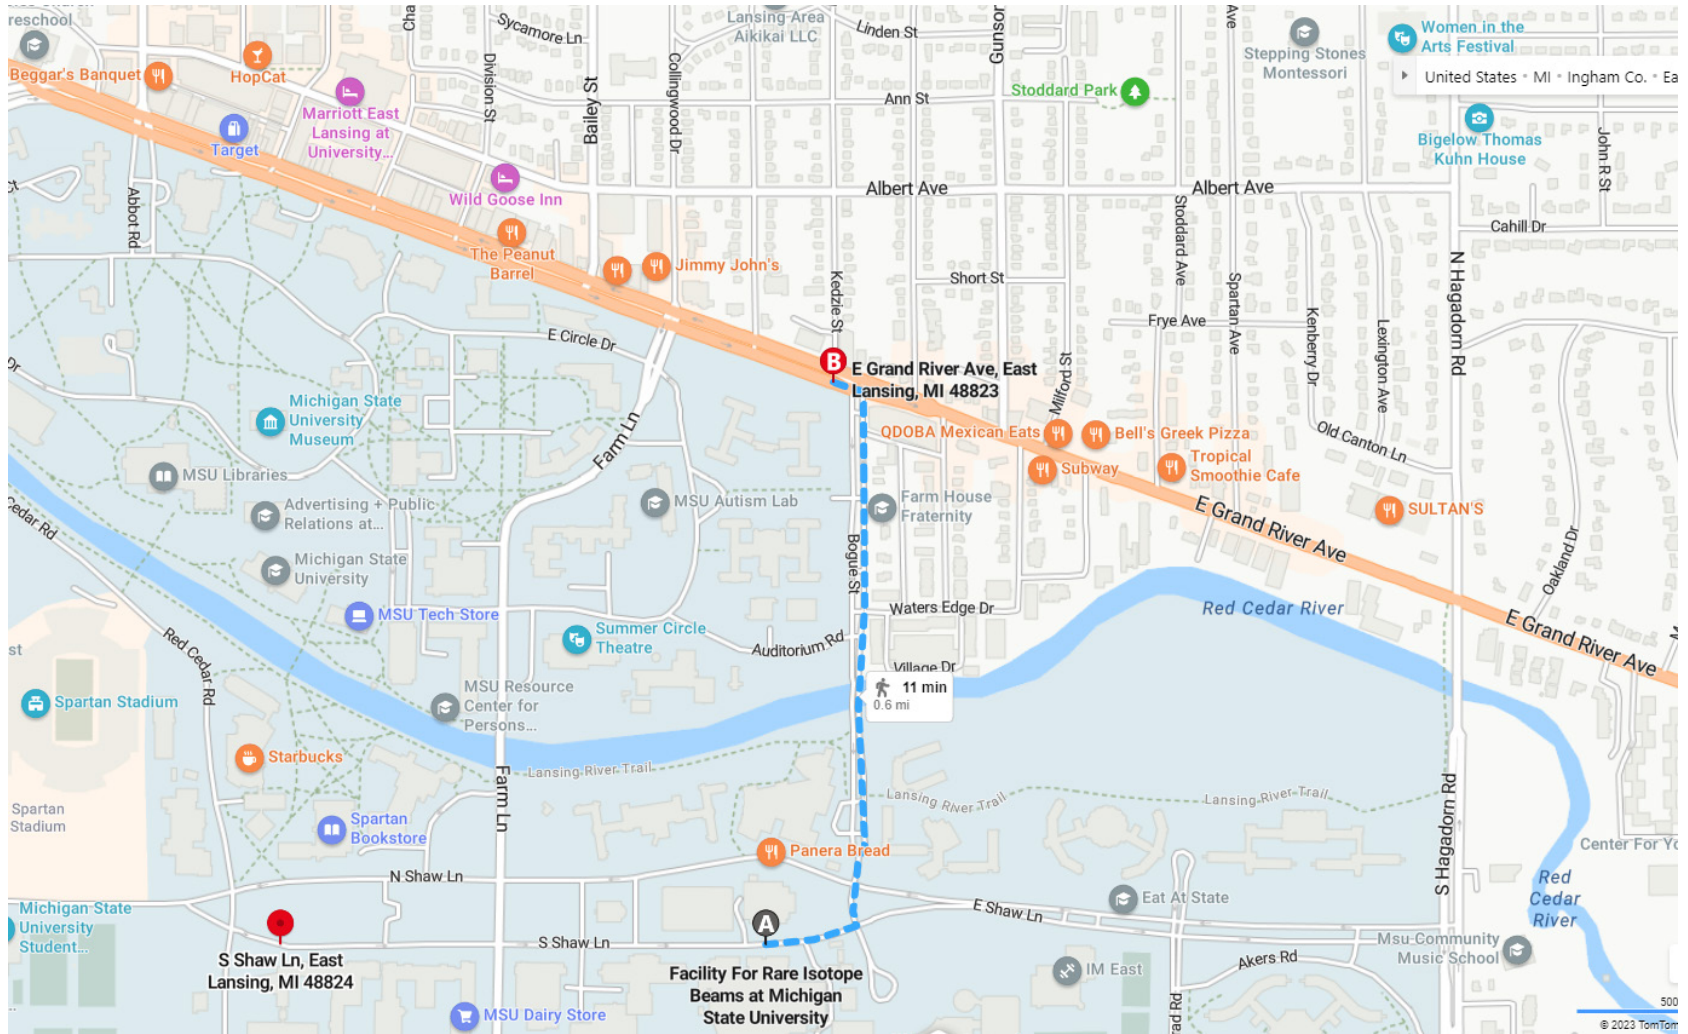 reschool
Beggar's Banquet
HopCat
Target
Marriott East
Lansing at
University...
Wild Goose Inn
The Peanut
Barrel
Jimmy John's
Sycamore Ln
Division St
Bailey St
Collingwood Dr
Lansing Area
Aikikai LLC
Linden St
Ann St
Gunson
Stoddard Park
Stepping Stones
Montessori
Women in the
Arts Festival
United States • MI • Ingham Co. • Ea
Bigelow Thomas
Kuhn House
John R St
Cahill Dr
Albert Ave
Albert Ave
Abbot Rd
Kedzie St
Short St
Stoddard Ave
Spartan Ave
Frye Ave
Kenberry Dr
Lexington Ave
N Hagadorn Rd
Milford St
Old Canton Ln
E Circle Dr
Farm Ln
B
E Grand River Ave, East
Lansing, MI 48823
QDOBA Mexican Eats
Bell's Greek Pizza
Subway
Tropical
Smoothie Cafe
SULTAN'S
E Grand River Ave
Oakland Dr
E Grand River Ave
Michigan State
University
Museum
MSU Libraries
Advertising + Public
Relations at...
Michigan State
University
MSU Tech Store
MSU Autism Lab
Farm House
Fraternity
Bogue St
Waters Edge Dr
Village Dr
Auditorium Rd
Summer Circle
Theatre
Red Cedar River
Cedar Rd
Red Cedar Rd
Spartan Stadium
MSU Resource
Center for
Persons...
11 min
0.6 mi
Starbucks
Lansing River Trail
Lansing River Trail
Lansing River Trail
Spartan
Stadium
Spartan
Bookstore
Farm Ln
Panera Bread
S Hagadorn Rd
Center For Yo
Red
Cedar
River
N Shaw Ln
Eat At State
E Shaw Ln
Michigan State
University
Student...
S Shaw Ln, East
Lansing, MI 48824
S Shaw Ln
A
Facility For Rare Isotope
Beams at Michigan
State University
IM East
Akers Rd
Msu Community
Music School
MSU Dairy Store
rad Rd
500
© 2023 TomTom